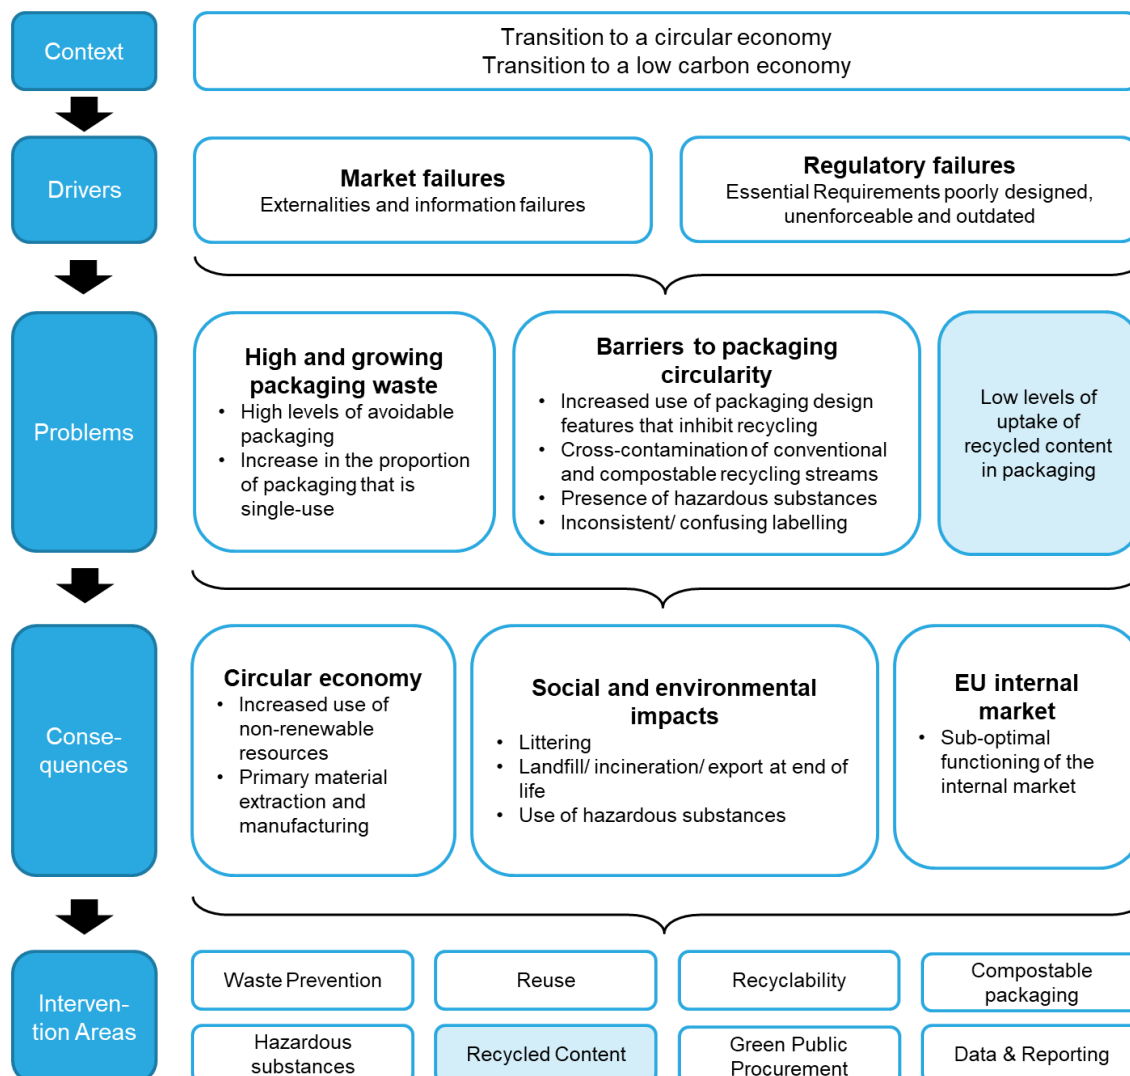 Context
Transition to a circular economy
Transition to a low carbon economy
Drivers
Market failures
Externalities and information failures
Regulatory failures
Essential Requirements poorly designed,
unenforceable and outdated
Problems
High and growing
packaging waste
• High levels of avoidable
packaging
• Increase in the proportion
of packaging that is
single-use
Barriers to packaging
circularity
• Increased use of packaging design
features that inhibit recycling
• Cross-contamination of conventional
and compostable recycling streams
• Presence of hazardous substances
• Inconsistent/ confusing labelling
Low levels of
uptake of
recycled content
in packaging
Conse-
quences
Circular economy
• Increased use of
non-renewable
resources
• Primary material
extraction and
manufacturing
Social and environmental
impacts
• Littering
• Landfill/ incineration/ export at end of
life
• Use of hazardous substances
EU internal
market
• Sub-optimal
functioning of the
internal market
Interven-
tion Areas
Waste Prevention
Reuse
Recyclability
Compostable
packaging
Hazardous
substances
Recycled Content
Green Public
Procurement
Data & Reporting